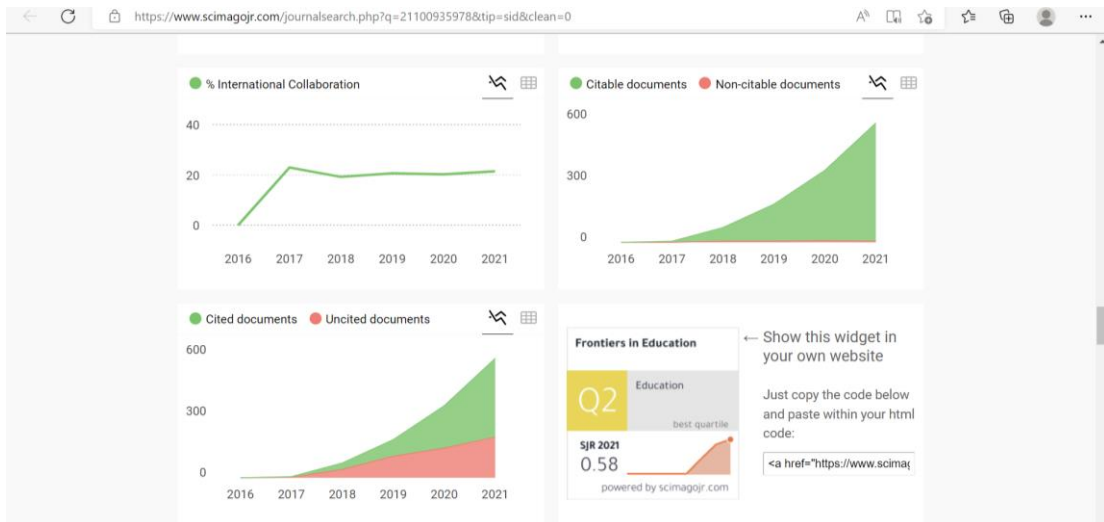 https://www.scimagojr.com/journalsearch.php?q=21100935978&tip=sid&clean=0
% International Collaboration
40
20
0
2016 2017 2018 2019 2020 2021
Citable documents Non-citable documents
600
300
0
2016 2017 2018 2019 2020 2021
Cited documents Uncited documents
600
300
0
2016 2017 2018 2019 2020 2021
Frontiers in Education
Q2
Education
best quartile
SJR 2021
0.58
powered by scimagojr.com
← Show this widget in
your own website
Just copy the code below
and paste within your html
code:
<a href="https://www.scimag